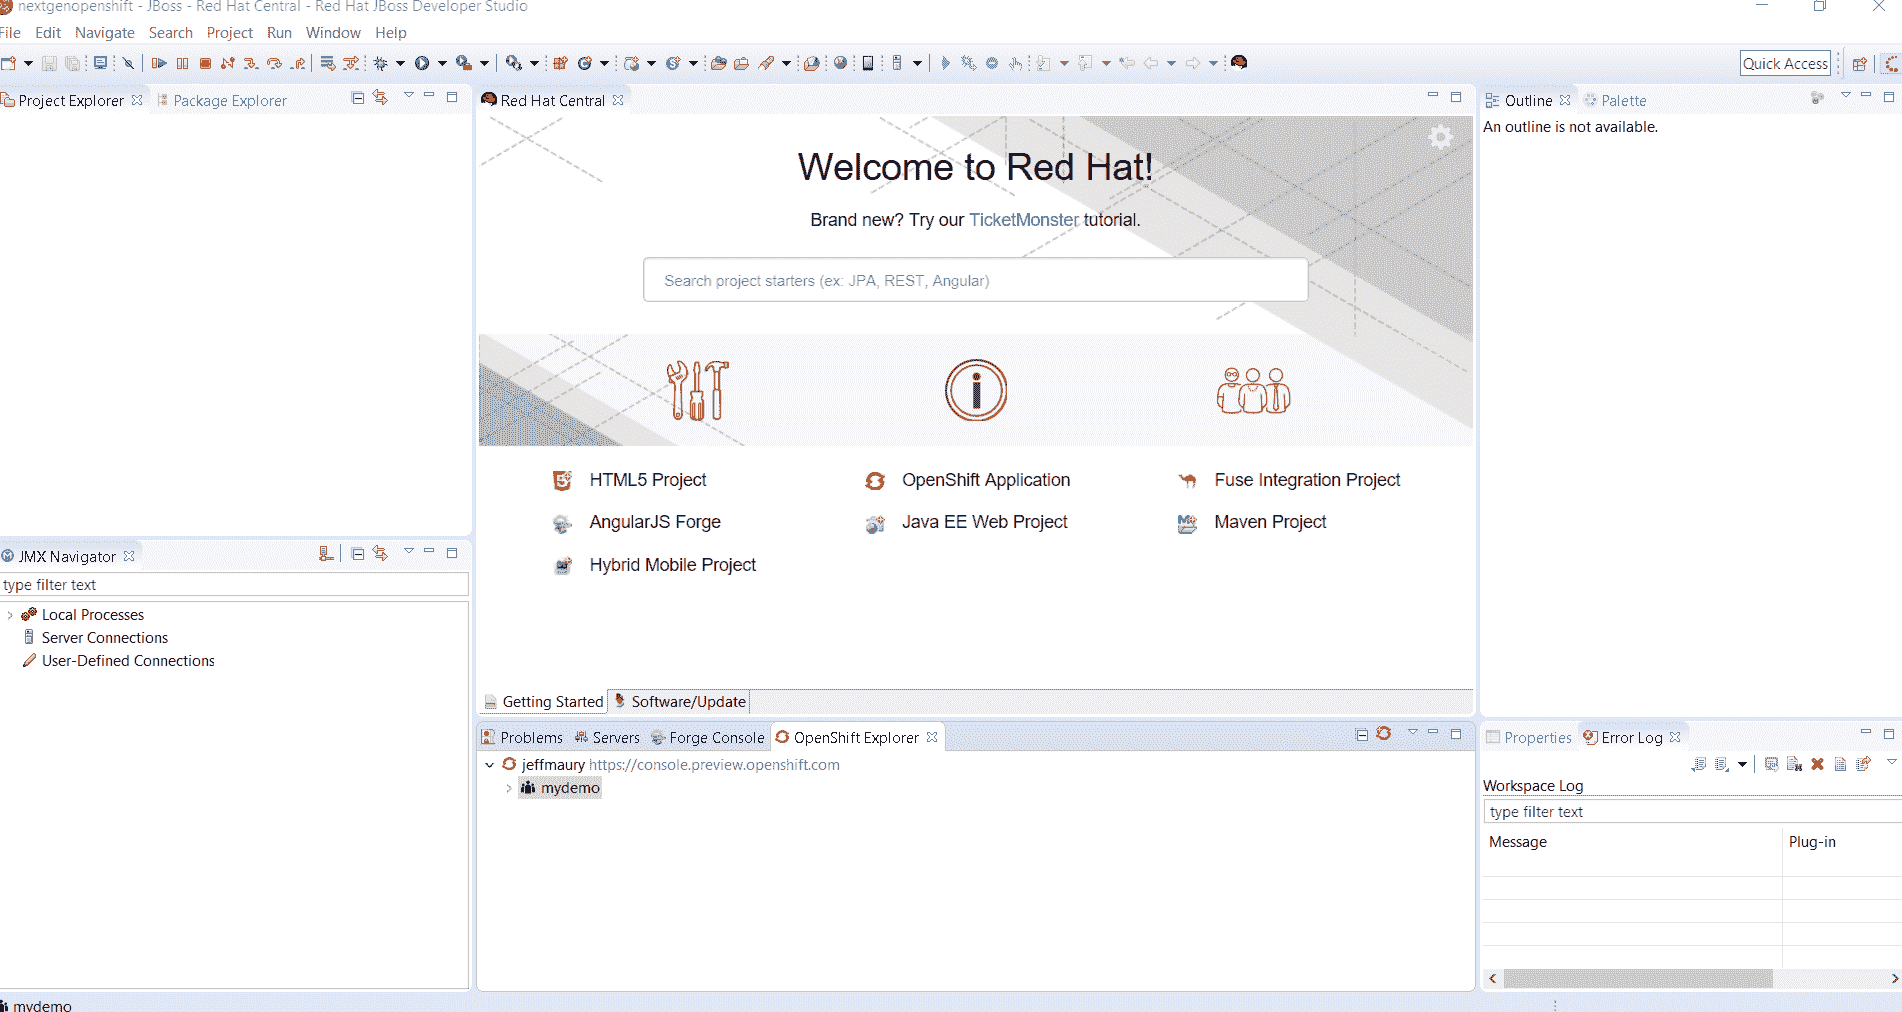 nextgenopenshift - JBoss - Red Hat Central - Red Hat JBoss Developer Studio
File Edit Navigate Search Project Run Window Help
Quick Access
Project Explorer Package Explorer
Red Hat Central
Outline Palette
An outline is not available.
Welcome to Red Hat!
Brand new? Try our TicketMonster tutorial.
Search project starters (ex: JPA, REST, Angular)
HTML5 Project OpenShift Application Fuse Integration Project
AngularJS Forge Java EE Web Project Maven Project
Hybrid Mobile Project
JMX Navigator
type filter text
Local Processes
Server Connections
User-Defined Connections
Getting Started Software/Update
Problems Servers Forge Console OpenShift Explorer
jeffmaury https://console.preview.openshift.com
mydemo
Properties Error Log
Workspace Log
type filter text
Message Plug-in
mydemo